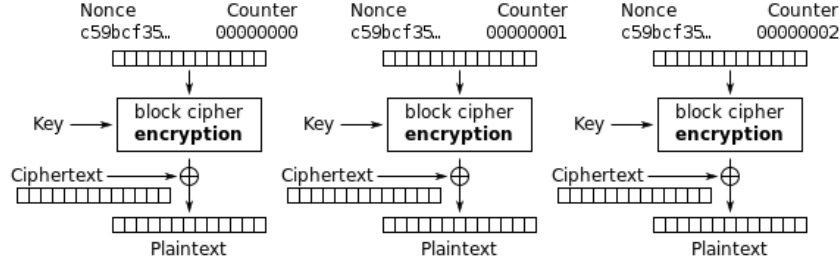 Nonce Counter Nonce Counter Nonce Counter
c59bcf35… 00000000 c59bcf35… 00000001 c59bcf35… 00000002
block cipher block cipher block cipher
Key Key Key
encryption encryption encryption
Ciphertext Ciphertext Ciphertext
Plaintext Plaintext Plaintext